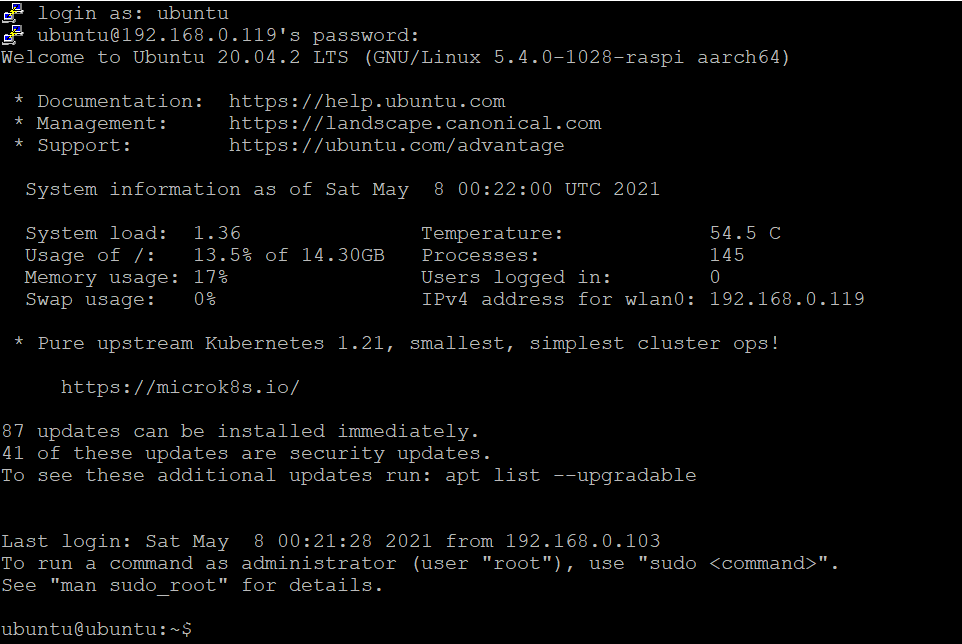 login as: ubuntu
ubuntu@192.168.0.119's password:
Welcome to Ubuntu 20.04.2 LTS (GNU/Linux 5.4.0-1028-raspi aarch64)

 * Documentation:  https://help.ubuntu.com
 * Management:     https://landscape.canonical.com
 * Support:        https://ubuntu.com/advantage

  System information as of Sat May  8 00:22:00 UTC 2021

  System load:  1.36               Temperature:            54.5 C
  Usage of /:   13.5% of 14.30GB   Processes:              145
  Memory usage: 17%                Users logged in:        0
  Swap usage:   0%                 IPv4 address for wlan0: 192.168.0.119

 * Pure upstream Kubernetes 1.21, smallest, simplest cluster ops!

     https://microk8s.io/

87 updates can be installed immediately.
41 of these updates are security updates.
To see these additional updates run: apt list --upgradable


Last login: Sat May  8 00:21:28 2021 from 192.168.0.103
To run a command as administrator (user "root"), use "sudo <command>".
See "man sudo_root" for details.

ubuntu@ubuntu:~$